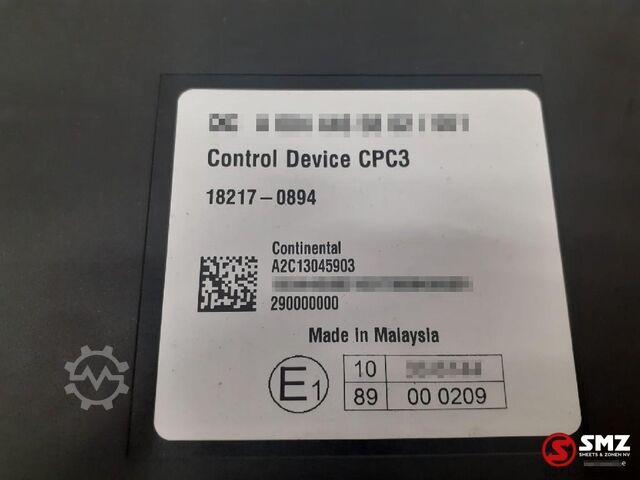 Control Device CPC3
18217-0894
Continental
A2C13045903
290000000
Made in Malaysia
E1
10
89 00 0209
SMZ
SMEETS & ZONEN NV